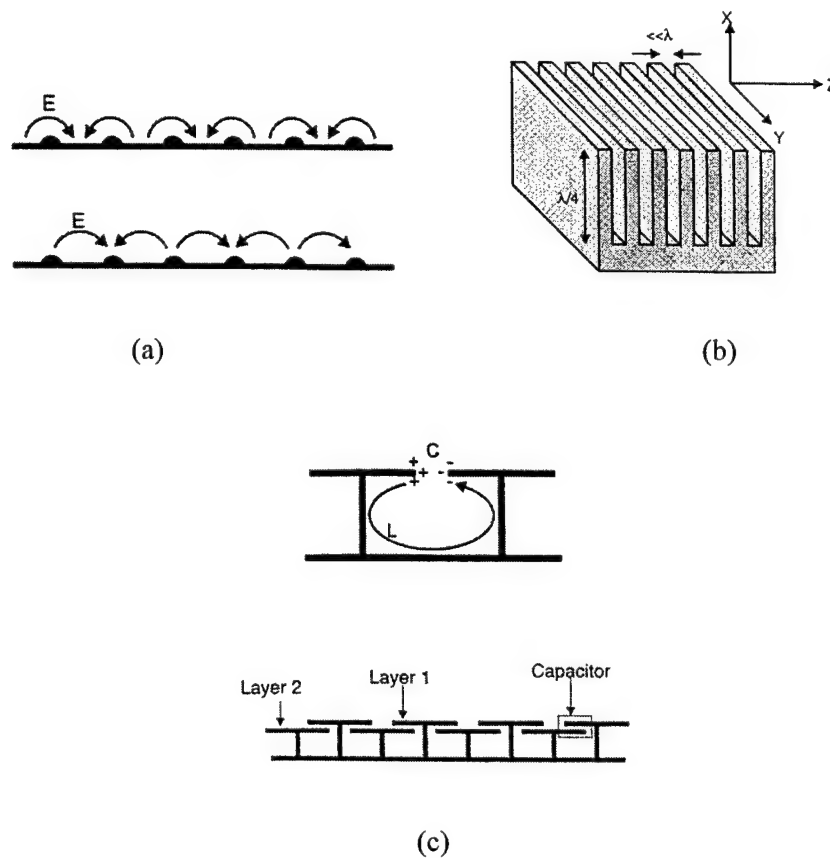 E
E
(a)
<<λ
X
Z
Y
λ/4
(b)
C
+ -
+ -
+ -
L
Layer 2 Layer 1 Capacitor
(c)